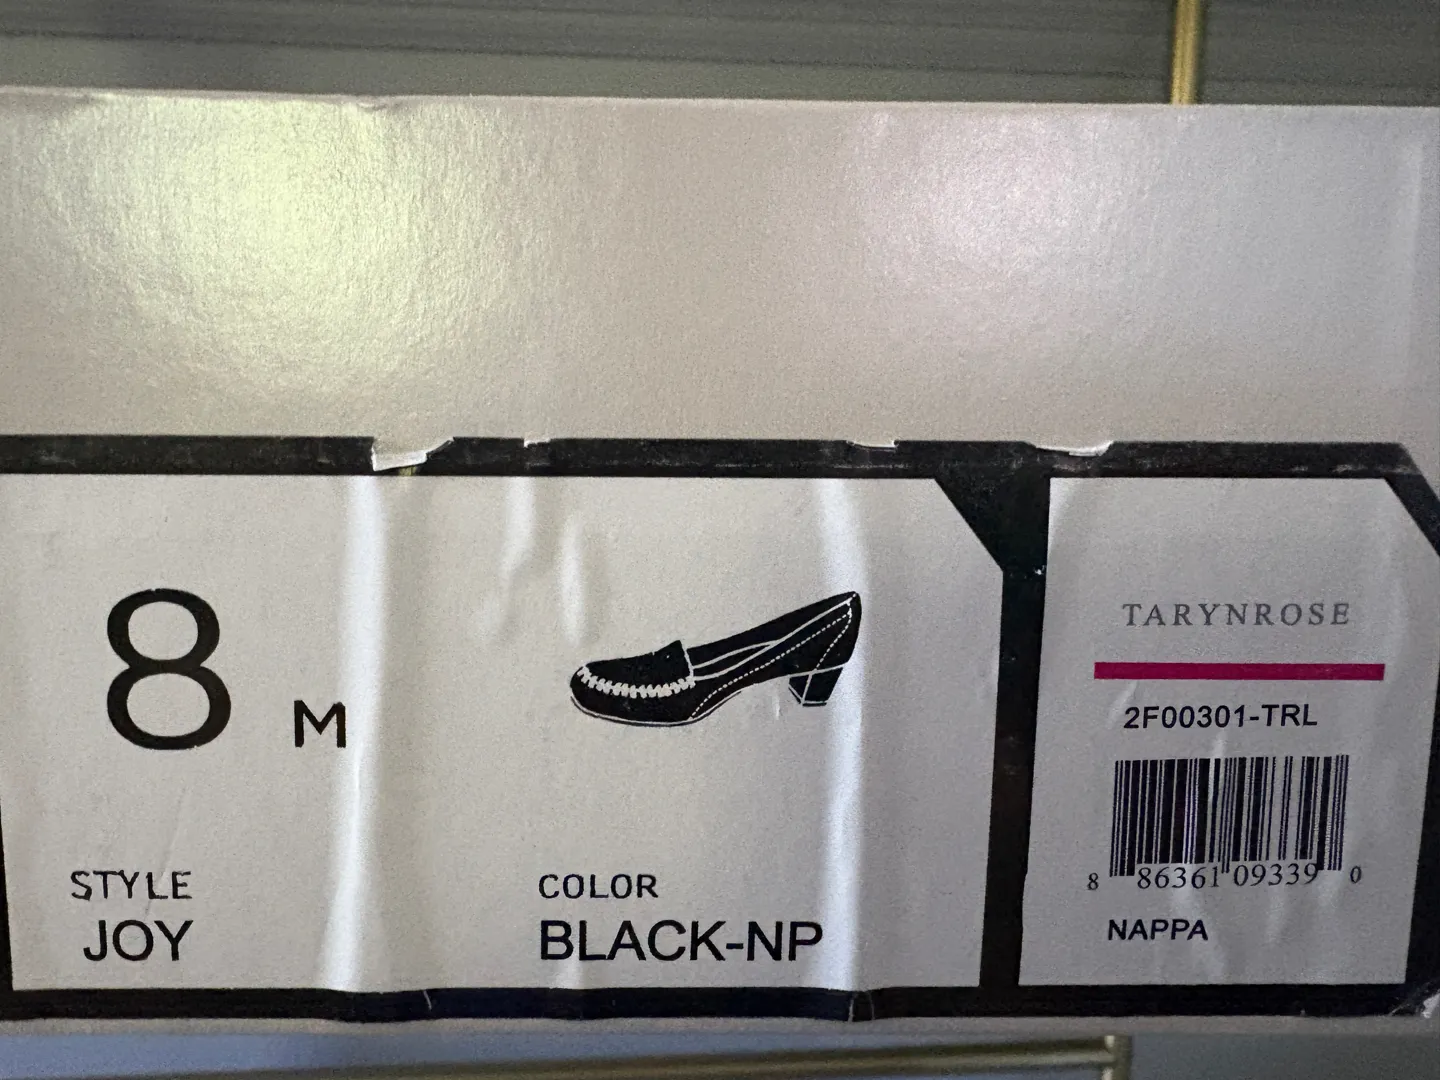 8 M
STYLE
JOY
COLOR
BLACK-NP
TARYNROSE
2F00301-TRL
8 86361 09339 0
NAPPA